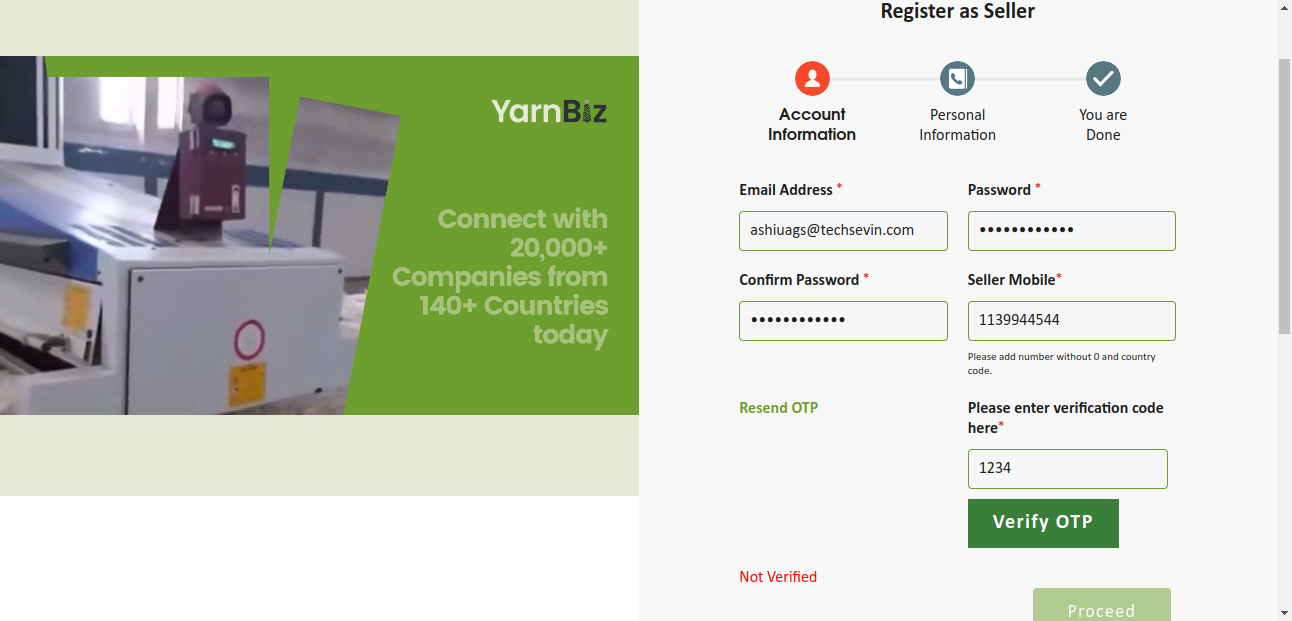 Register as Seller
YarnBiz
Connect with
20,000+
Companies from
140+ Countries
today
Account
Information
Personal
Information
You are
Done
Email Address *
Password *
ashiuags@techsevin.com
••••••••••••
Confirm Password *
Seller Mobile*
••••••••••••
1139944544
Please add number without 0 and country
code.
Resend OTP
Please enter verification code
here*
1234
Verify OTP
Not Verified
Proceed